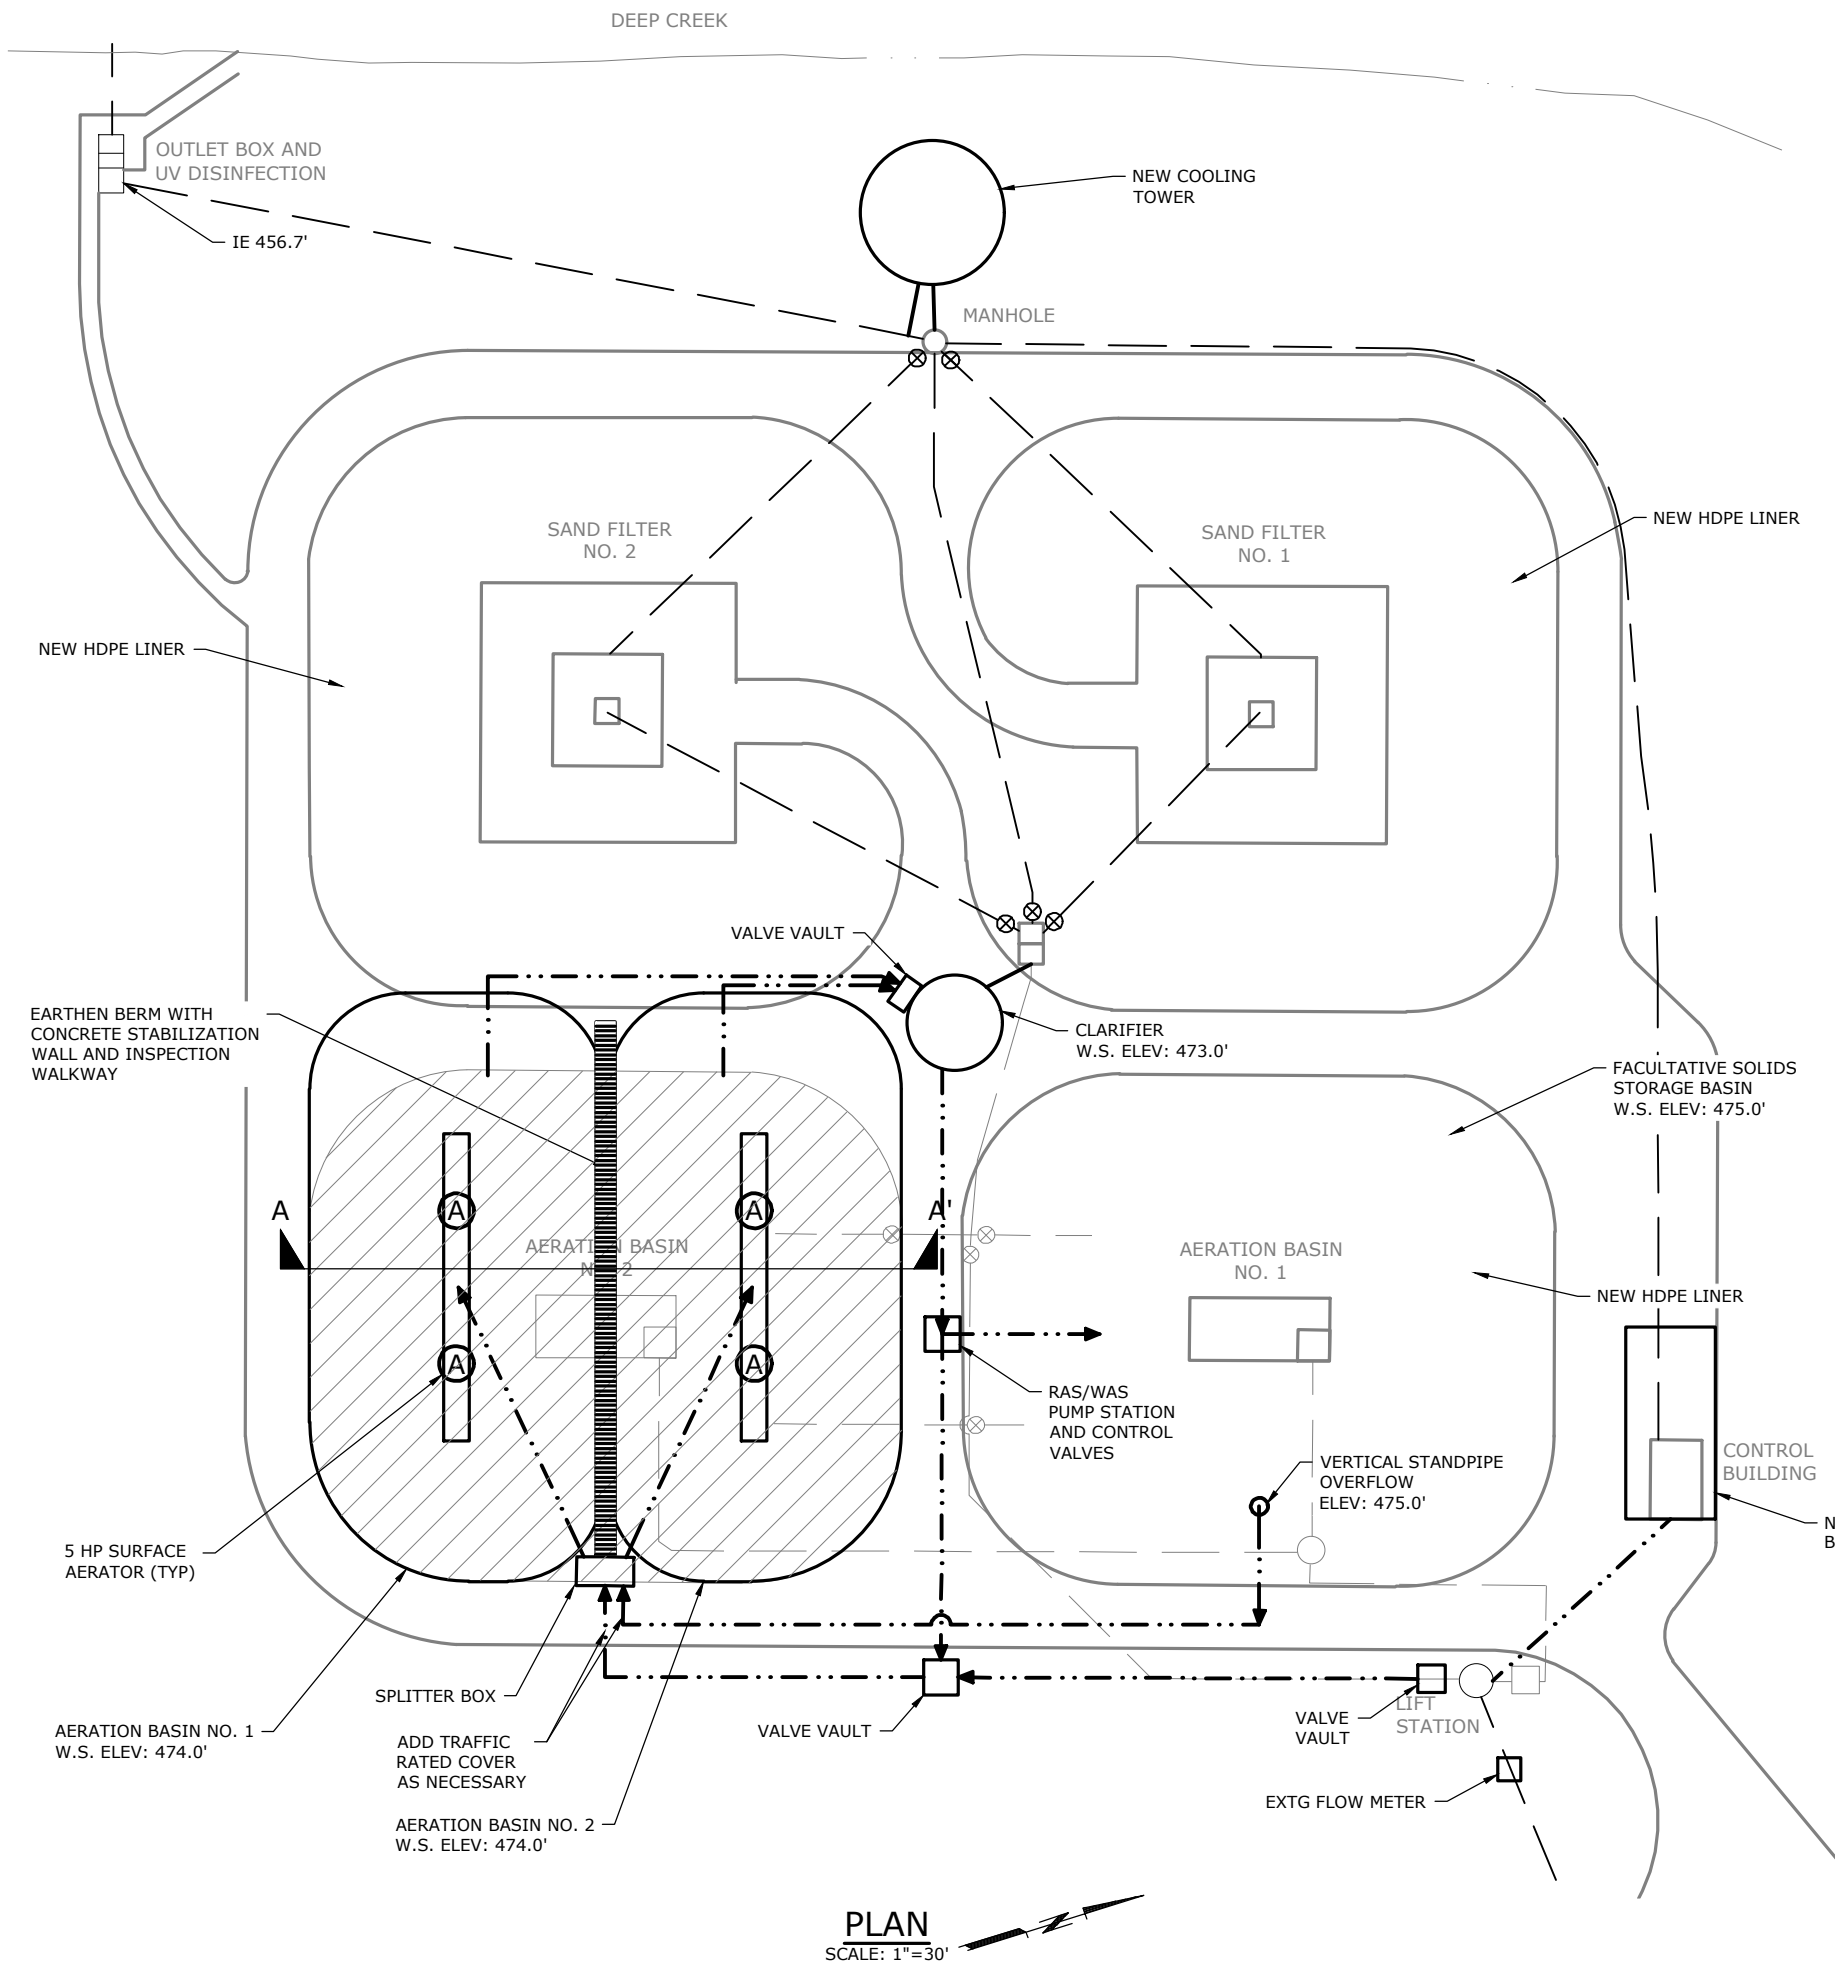 DEEP CREEK
OUTLET BOX AND
UV DISINFECTION
IE 456.7'
NEW COOLING
TOWER
MANHOLE
SAND FILTER
NO. 2
SAND FILTER
NO. 1
NEW HDPE LINER
NEW HDPE LINER
VALVE VAULT
EARTHEN BERM WITH
CONCRETE STABILIZATION
WALL AND INSPECTION
WALKWAY
CLARIFIER
W.S. ELEV: 473.0'
FACULTATIVE SOLIDS
STORAGE BASIN
W.S. ELEV: 475.0'
A
A
A
A'
AERATION BASIN
NO. 2
AERATION BASIN
NO. 1
NEW HDPE LINER
A
A
RAS/WAS
PUMP STATION
AND CONTROL
VALVES
VERTICAL STANDPIPE
OVERFLOW
ELEV: 475.0'
CONTROL
BUILDING
N
B
5 HP SURFACE
AERATOR (TYP)
SPLITTER BOX
AERATION BASIN NO. 1
W.S. ELEV: 474.0'
ADD TRAFFIC
RATED COVER
AS NECESSARY
VALVE VAULT
VALVE
VAULT
LIFT
STATION
EXTG FLOW METER
AERATION BASIN NO. 2
W.S. ELEV: 474.0'
PLAN
SCALE: 1"=30'
N